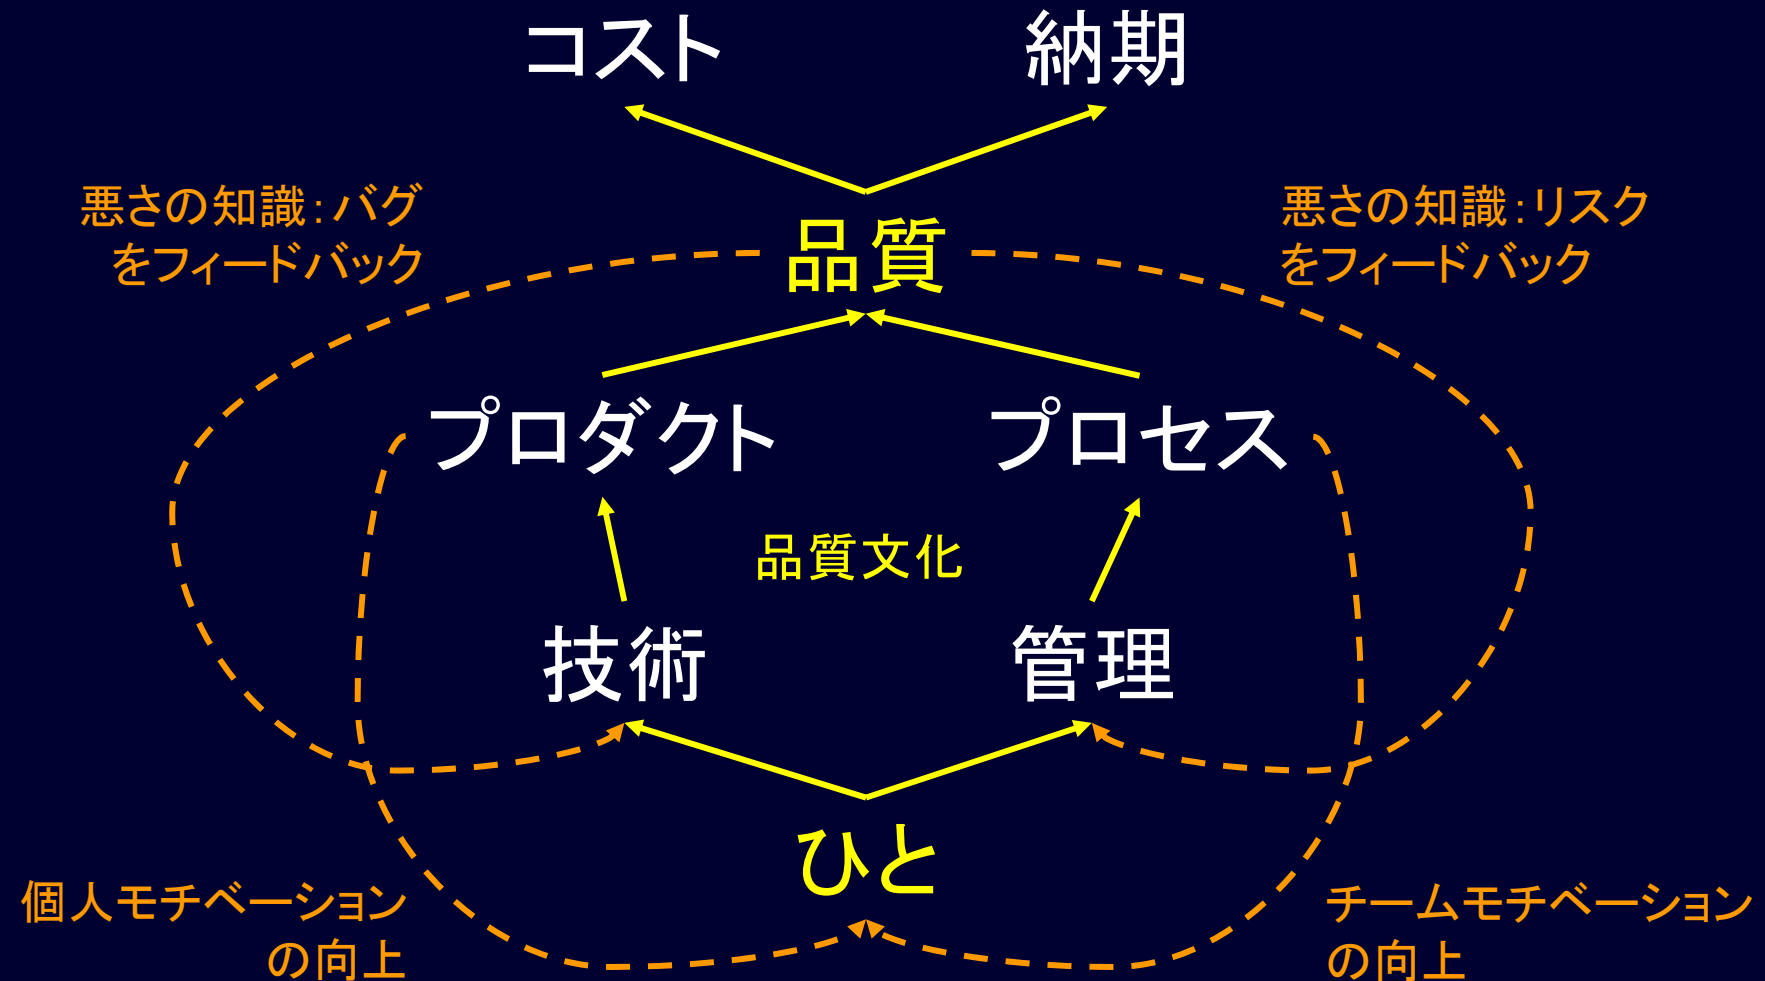 コスト
納期
悪さの知識:バグ
をフィードバック
悪さの知識:リスク
をフィードバック
品質
プロダクト
プロセス
品質文化
技術
管理
ひと
個人モチベーション
の向上
チームモチベーション
の向上